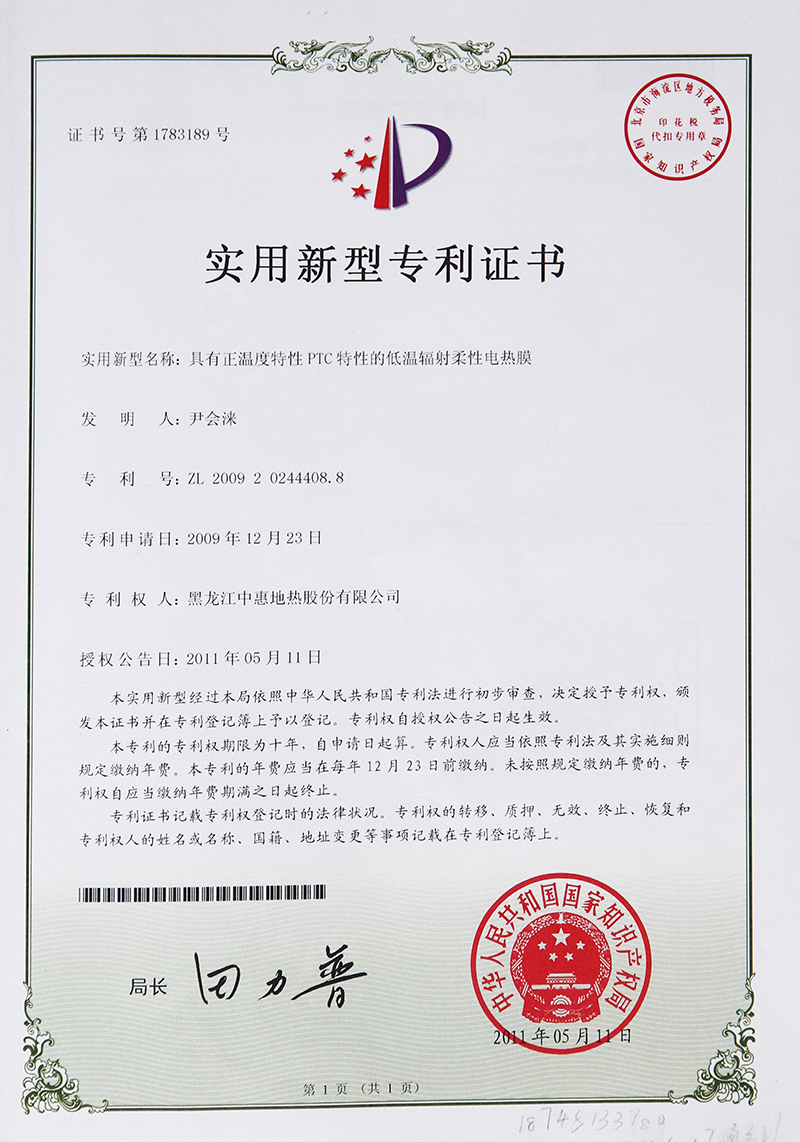 证书号第1783189号
北京市海淀区地方税务局
印花税
代扣专用章
国家知识产权局
实用新型专利证书
实用新型名称：具有正温度特性PTC特性的低温辐射柔性电热膜
发明人：尹会涞
专利号：ZL 2009 2 0244408.8
专利申请日：2009年12月23日
专利权人：黑龙江中惠地热股份有限公司
授权公告日：2011年05月11日
本实用新型经过本局依照中华人民共和国专利法进行初步审查，决定授予专利权，颁
发本证书并在专利登记簿上予以登记。专利权自授权公告之日起生效。
本专利的专利权期限为十年，自申请日起算。专利权人应当依照专利法及其实施细则
规定缴纳年费。本专利的年费应当在每年12月23日前缴纳。未按照规定缴纳年费的，专
利权自应当缴纳年费期满之日起终止。
专利证书记载专利权登记时的法律状况。专利权的转移、质押、无效、终止、恢复和
专利权人的姓名或名称、国籍、地址变更等事项记载在专利登记簿上。
局长 田力普
中华人民共和国国家知识产权局
2011年05月11日
第1页（共1页）